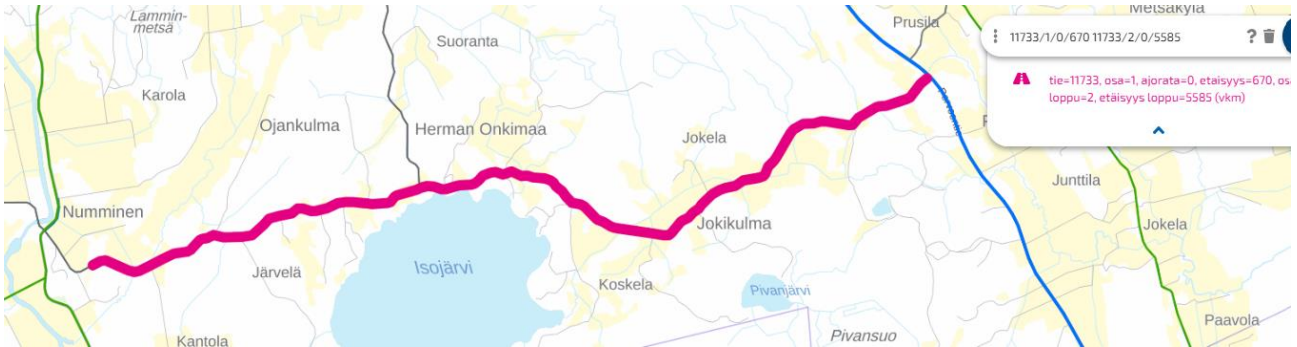 Lammin-
metsä
Suoranta
Prusila
11733/1/0/670 11733/2/0/5585
?
tie=11733, osa=1, ajorata=0, etaisyys=670, osa
loppu=2, etäisyys loppu=5585 (vkm)
Karola
Ojankulma
Herman Onkimaa
Jokela
Junttila
Numminen
Jokikulma
Jokela
Järvelä
Isojärvi
Koskela
Pivanjärvi
Paavola
Kantola
Pivansuo